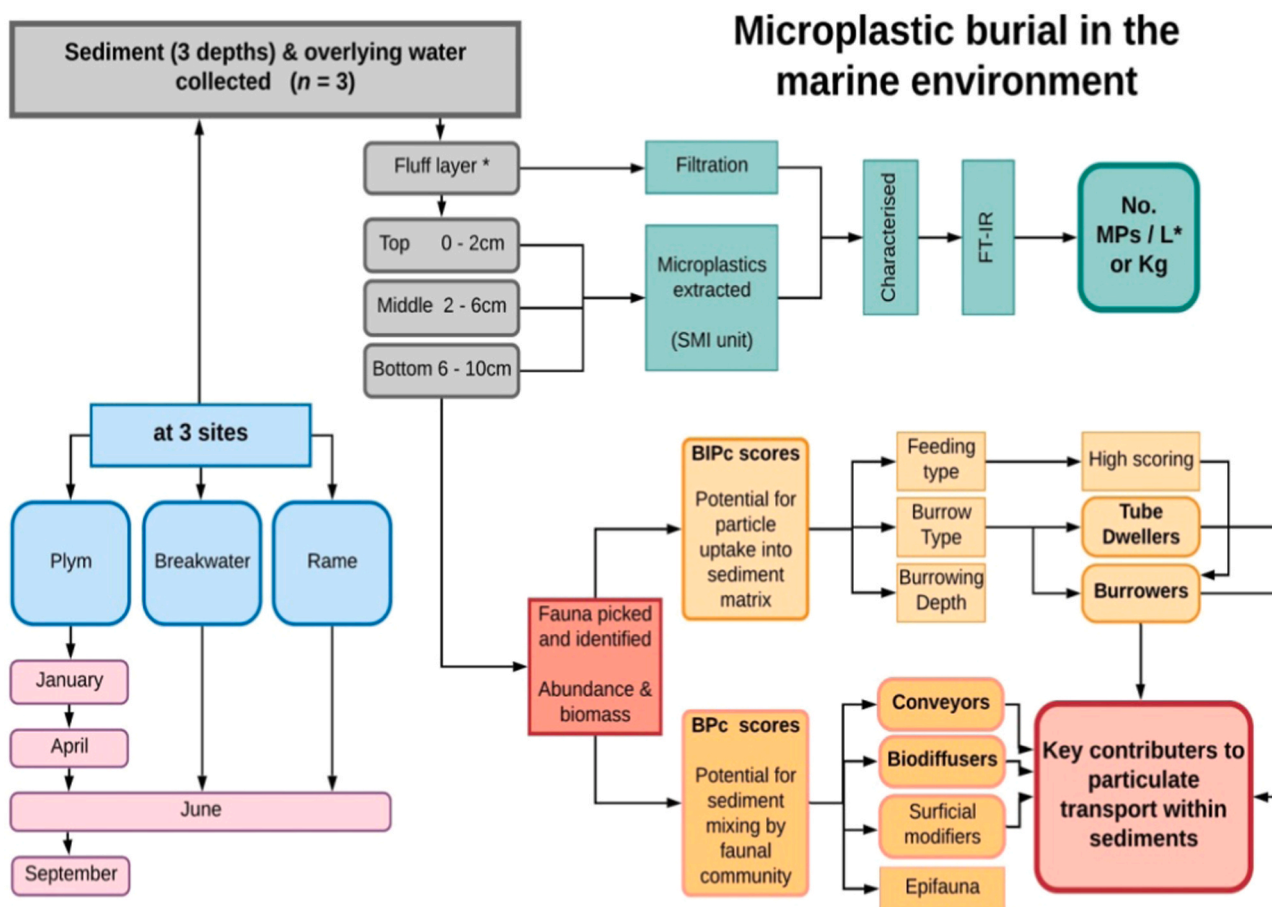 Microplastic burial in the
marine environment
Sediment (3 depths) & overlying water
collected (n = 3)
Fluff layer *
Top 0 - 2cm
Middle 2 - 6cm
Bottom 6 - 10cm
Filtration
Microplastics
extracted
(SMI unit)
Characterised
FT-IR
No.
MPs / L*
or Kg
at 3 sites
Plym
Breakwater
Rame
January
April
June
September
Fauna picked
and identified
Abundance &
biomass
BIPc scores
Potential for
particle
uptake into
sediment
matrix
Feeding
type
Burrow
Type
Burrowing
Depth
High scoring
Tube
Dwellers
Burrowers
BPc scores
Potential for
sediment
mixing by
faunal
community
Conveyors
Biodiffusers
Surficial
modifiers
Epifauna
Key contributers to
particulate
transport within
sediments